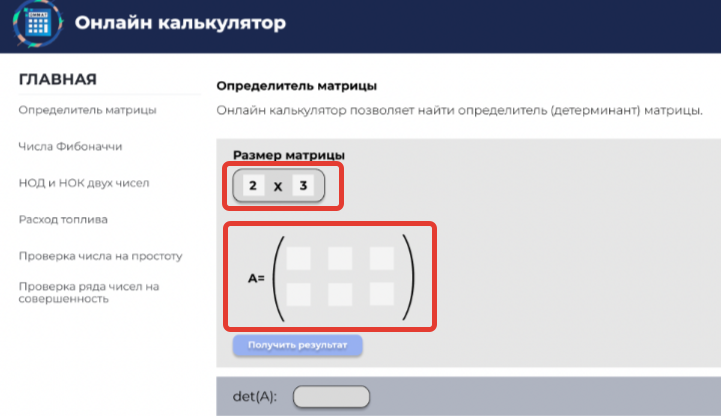 Онлайн калькулятор
ГЛАВНАЯ
Определитель матрицы
Числа Фибоначчи
НОД и НОК двух чисел
Расход топлива
Проверка числа на простоту
Проверка ряда чисел на
совершенность
Определитель матрицы
Онлайн калькулятор позволяет найти определитель (детерминант) матрицы.
Размер матрицы
2 X 3
A=
Получить результат
det(A):